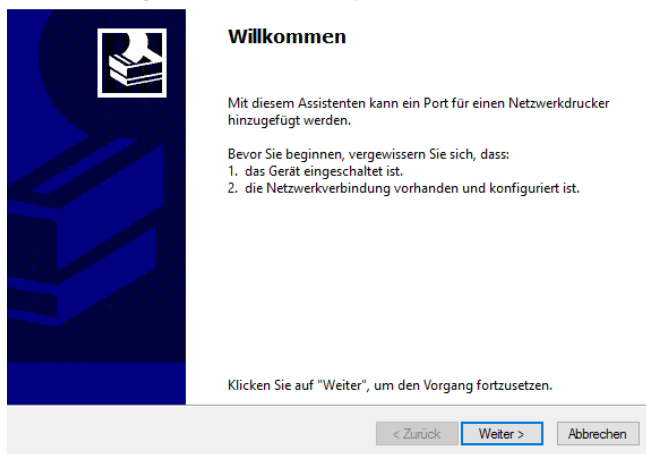 Willkommen
Mit diesem Assistenten kann ein Port für einen Netzwerkdrucker
hinzugefügt werden.
Bevor Sie beginnen, vergewissern Sie sich, dass:
1. das Gerät eingeschaltet ist.
2. die Netzwerkverbindung vorhanden und konfiguriert ist.
Klicken Sie auf "Weiter", um den Vorgang fortzusetzen.
< Zurück Weiter > Abbrechen